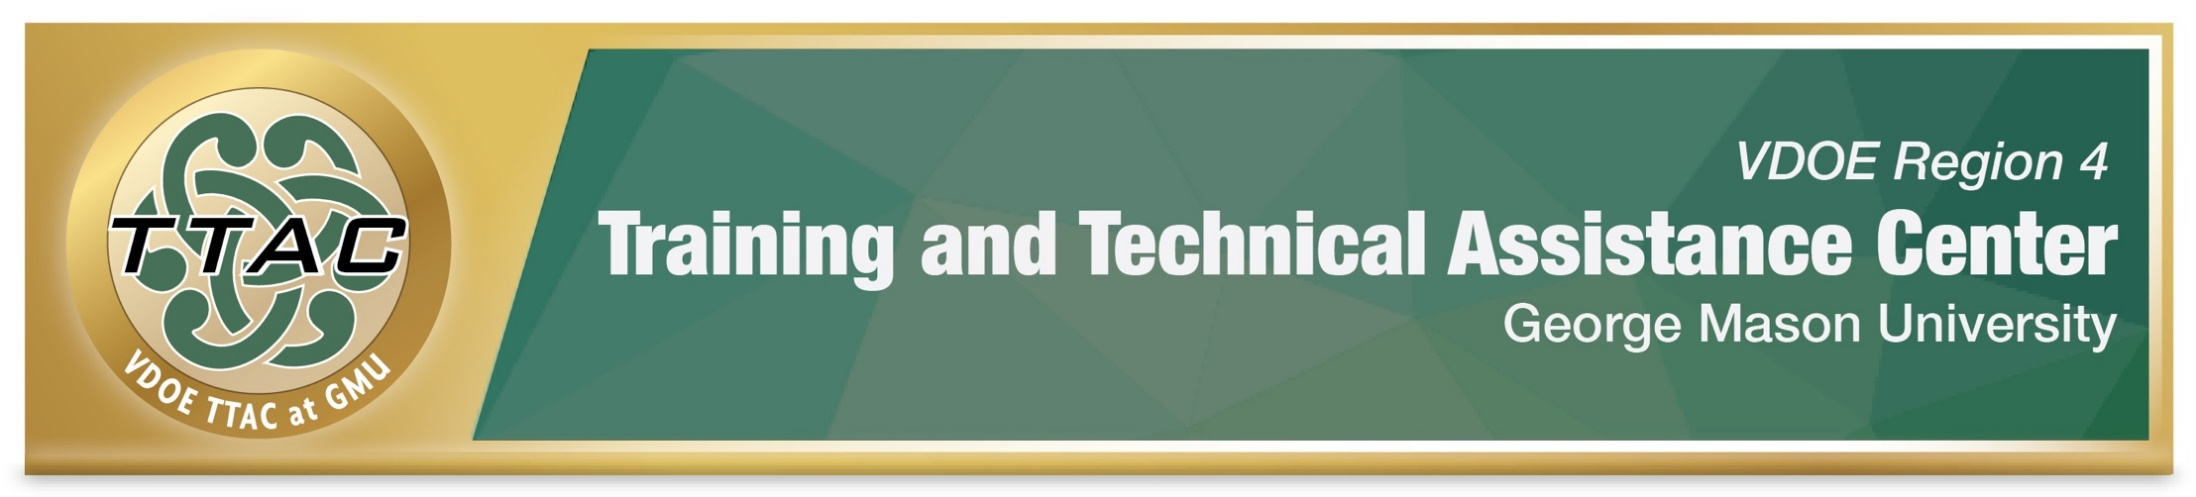 TTAC
VDOE TTAC at GMU
VDOE Region 4
Training and Technical Assistance Center
George Mason University